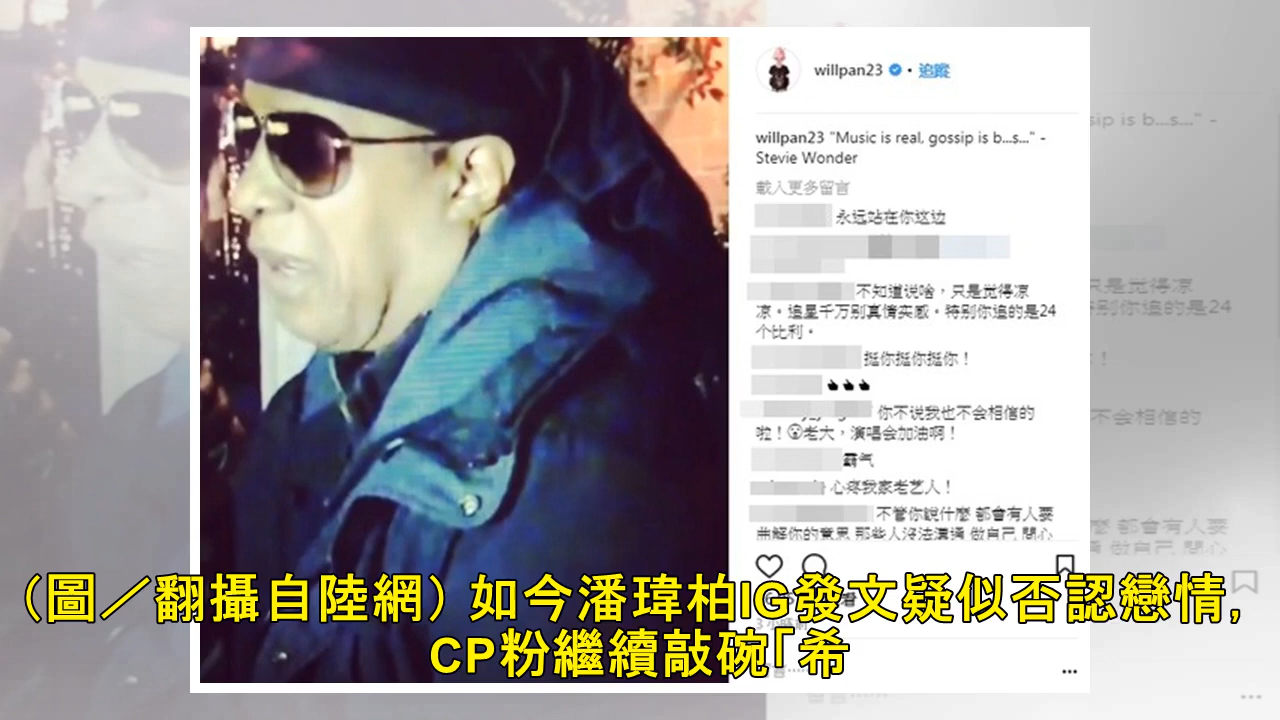 willpan23 • 追蹤
willpan23 "Music is real, gossip is b...s..." -
Stevie Wonder
載入更多留言
永远站在你这边
不知道说啥，只是觉得凉
凉。追星千万别真情实感。特别你追的是24
个比利。
挺你挺你挺你！
你不说我也不会相信的
啦！😮老大，演唱会加油啊！
霸气
心疼我家老艺人！
不管你說什麼 都會有人要
曲解你的意思 那些人沒法溝通 做自己 開心
（圖／翻攝自陸網）如今潘瑋柏IG發文疑似否認戀情,
CP粉繼續敲碗「希